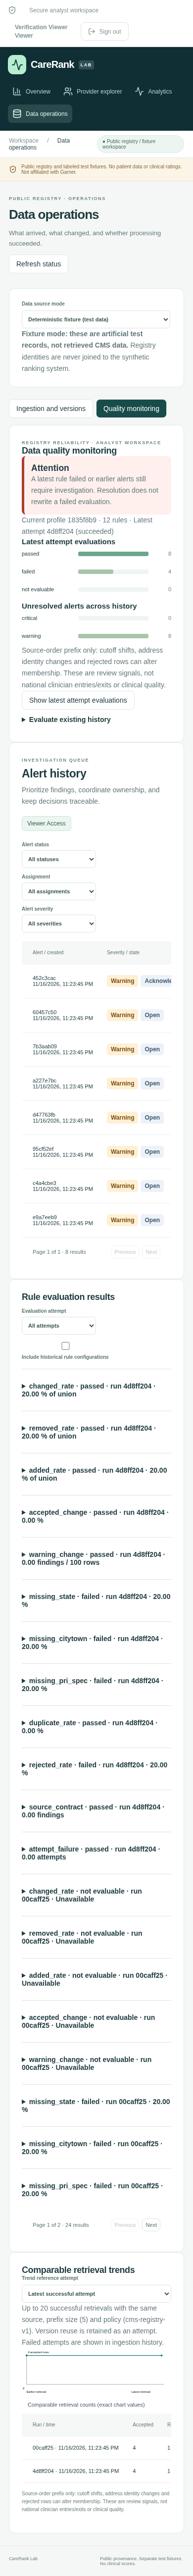 Secure analyst workspace
Verification Viewer
Viewer
Sign out
CareRank LAB
Overview
Provider explorer
Analytics
Data operations
Workspace / Data operations
Public registry / fixture workspace
Public registry and labeled test fixtures. No patient data or clinical ratings. Not affiliated with Garner.
PUBLIC REGISTRY · OPERATIONS
Data operations
What arrived, what changed, and whether processing succeeded.
Refresh status
Data source mode
Deterministic fixture (test data)
Fixture mode: these are artificial test records, not retrieved CMS data. Registry identities are never joined to the synthetic ranking system.
Ingestion and versions
Quality monitoring
REGISTRY RELIABILITY · ANALYST WORKSPACE
Data quality monitoring
Attention
A latest rule failed or earlier alerts still require investigation. Resolution does not rewrite a failed evaluation.
Current profile 1835f8b9 · 12 rules · Latest attempt 4d8ff204 (succeeded)
Latest attempt evaluations
passed 8
failed 4
not evaluable 0
Unresolved alerts across history
critical 0
warning 8
Source-order prefix only: cutoff shifts, address identity changes and rejected rows can alter membership. These are review signals, not national clinician entries/exits or clinical quality.
Show latest attempt evaluations
Evaluate existing history
INVESTIGATION QUEUE
Alert history
Prioritize findings, coordinate ownership, and keep decisions traceable.
Viewer Access
Alert status
All statuses
Assignment
All assignments
Alert severity
All severities
Alert / created Severity / state
452c3cac
11/16/2026, 11:23:45 PM Warning
60457c50
11/16/2026, 11:23:45 PM Warning Open
7b3aab09
11/16/2026, 11:23:45 PM Warning Open
a227e7bc
11/16/2026, 11:23:45 PM Warning Open
d47763fb
11/16/2026, 11:23:45 PM Warning Open
95cf52ef
11/16/2026, 11:23:45 PM Warning Open
c4a4cbe3
11/16/2026, 11:23:45 PM Warning Open
e9a7eeb9
11/16/2026, 11:23:45 PM Warning Open
Page 1 of 1 · 8 results Previous Next
Rule evaluation results
Evaluation attempt
All attempts
Include historical rule configurations
changed_rate · passed · run 4d8ff204 · 20.00 % of union
removed_rate · passed · run 4d8ff204 · 20.00 % of union
added_rate · passed · run 4d8ff204 · 20.00 % of union
accepted_change · passed · run 4d8ff204 · 0.00 %
warning_change · passed · run 4d8ff204 · 0.00 findings / 100 rows
missing_state · failed · run 4d8ff204 · 20.00 %
missing_citytown · failed · run 4d8ff204 · 20.00 %
missing_pri_spec · failed · run 4d8ff204 · 20.00 %
duplicate_rate · passed · run 4d8ff204 · 0.00 %
rejected_rate · failed · run 4d8ff204 · 20.00 %
source_contract · passed · run 4d8ff204 · 0.00 findings
attempt_failure · passed · run 4d8ff204 · 0.00 attempts
changed_rate · not evaluable · run 00caff25 · Unavailable
removed_rate · not evaluable · run 00caff25 · Unavailable
added_rate · not evaluable · run 00caff25 · Unavailable
accepted_change · not evaluable · run 00caff25 · Unavailable
warning_change · not evaluable · run 00caff25 · Unavailable
missing_state · failed · run 00caff25 · 20.00 %
missing_citytown · failed · run 00caff25 · 20.00 %
missing_pri_spec · failed · run 00caff25 · 20.00 %
Page 1 of 2 · 24 results Previous Next
Comparable retrieval trends
Trend reference attempt
Latest successful attempt
Up to 20 successful retrievals with the same source, prefix size (5) and policy (cms-registry-v1). Version reuse is retained as an attempt. Failed attempts are shown in ingestion history.
Earlier retrieval Latest retrieval
Comparable retrieval counts (exact chart values)
Run / time Accepted
00caff25 · 11/16/2026, 11:23:45 PM 4 1
4d8ff204 · 11/16/2026, 11:23:45 PM 4 1
Source-order prefix only: cutoff shifts, address identity changes and rejected rows can alter membership. These are review signals, not national clinician entries/exits or clinical quality.
CareRank Lab
Public provenance. Separate test fixtures. No clinical scores.